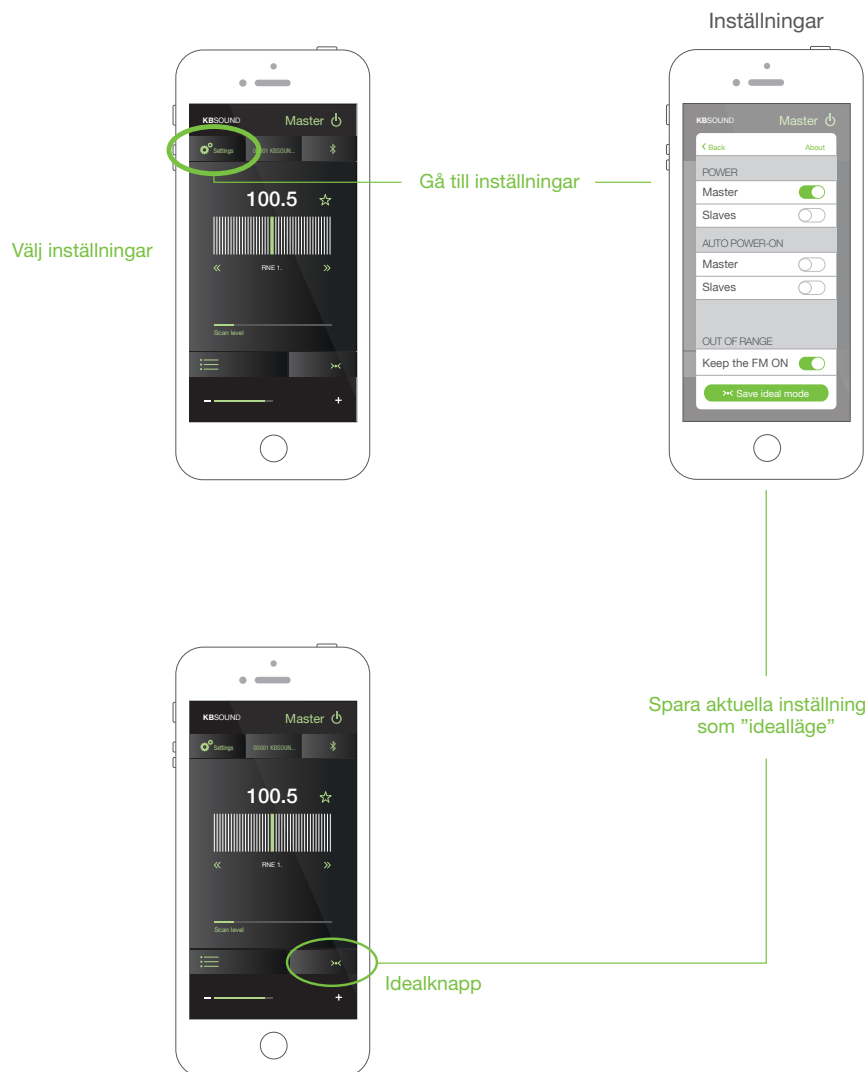 Inställningar
KBSOUND Master
Settings 00001 KBSOUN...
100.5
RNE 1.
Scan level
- +
Välj inställningar
Gå till inställningar
KBSOUND Master
Back About
POWER
Master
Slaves
AUTO POWER-ON
Master
Slaves
OUT OF RANGE
Keep the FM ON
Save ideal mode
Spara aktuella inställning
som ”idealläge”
KBSOUND Master
Settings 00001 KBSOUN...
100.5
RNE 1.
Scan level
- +
Idealknapp